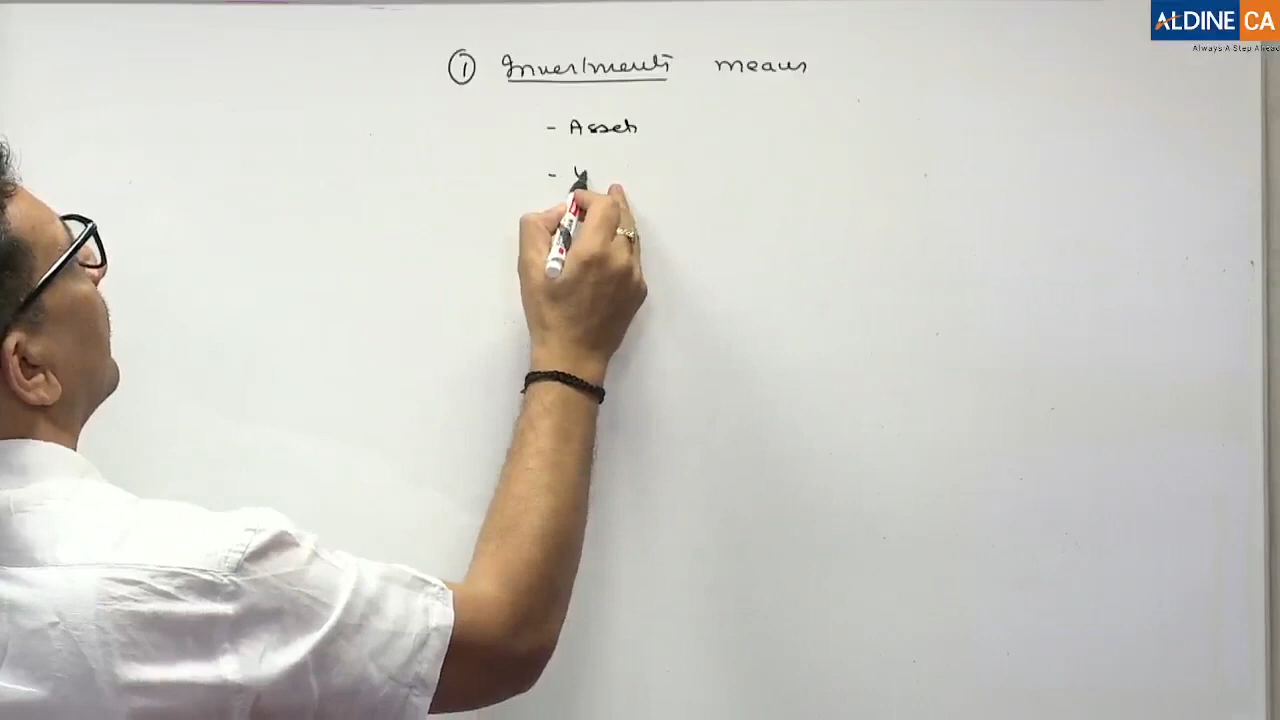 ALDINE CA
Always A Step Ahead
① Investments means
- Assets
-